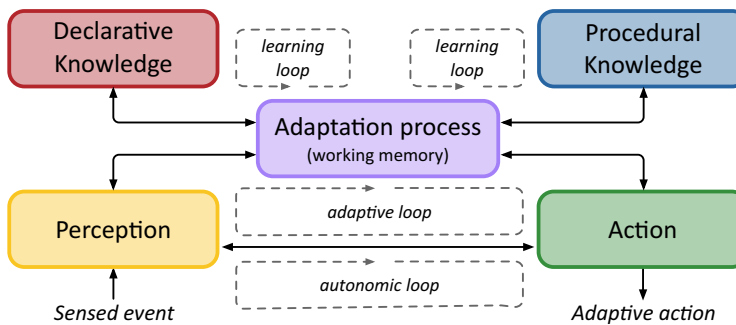 Declarative
Knowledge
learning
loop
learning
loop
Procedural
Knowledge
Adaptation process
(working memory)
Perception
adaptive loop
Action
autonomic loop
Sensed event
Adaptive action